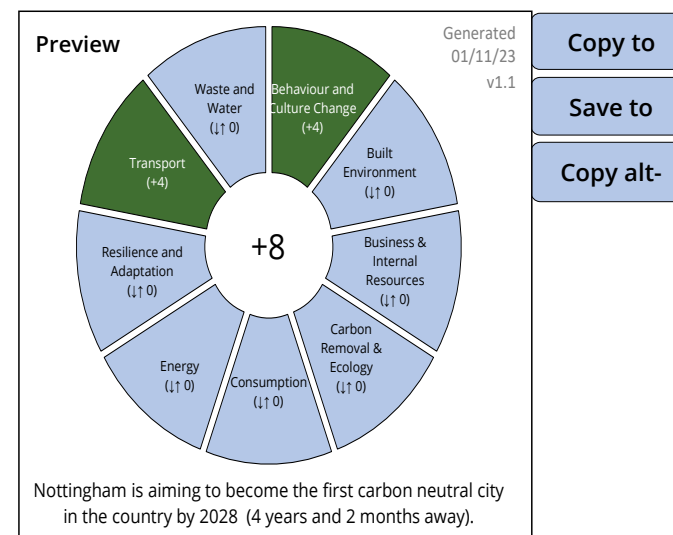 Preview
Generated
01/11/23
v1.1
Copy to
Save to
Copy alt-
Waste and
Water
(↓↑ 0)
Behaviour and
Culture Change
(+4)
Built
Environment
(↓↑ 0)
Business &
Internal
Resources
(↓↑ 0)
Carbon
Removal &
Ecology
(↓↑ 0)
Consumption
(↓↑ 0)
Energy
(↓↑ 0)
Resilience and
Adaptation
(↓↑ 0)
Transport
(+4)
+8
Nottingham is aiming to become the first carbon neutral city
in the country by 2028 (4 years and 2 months away).